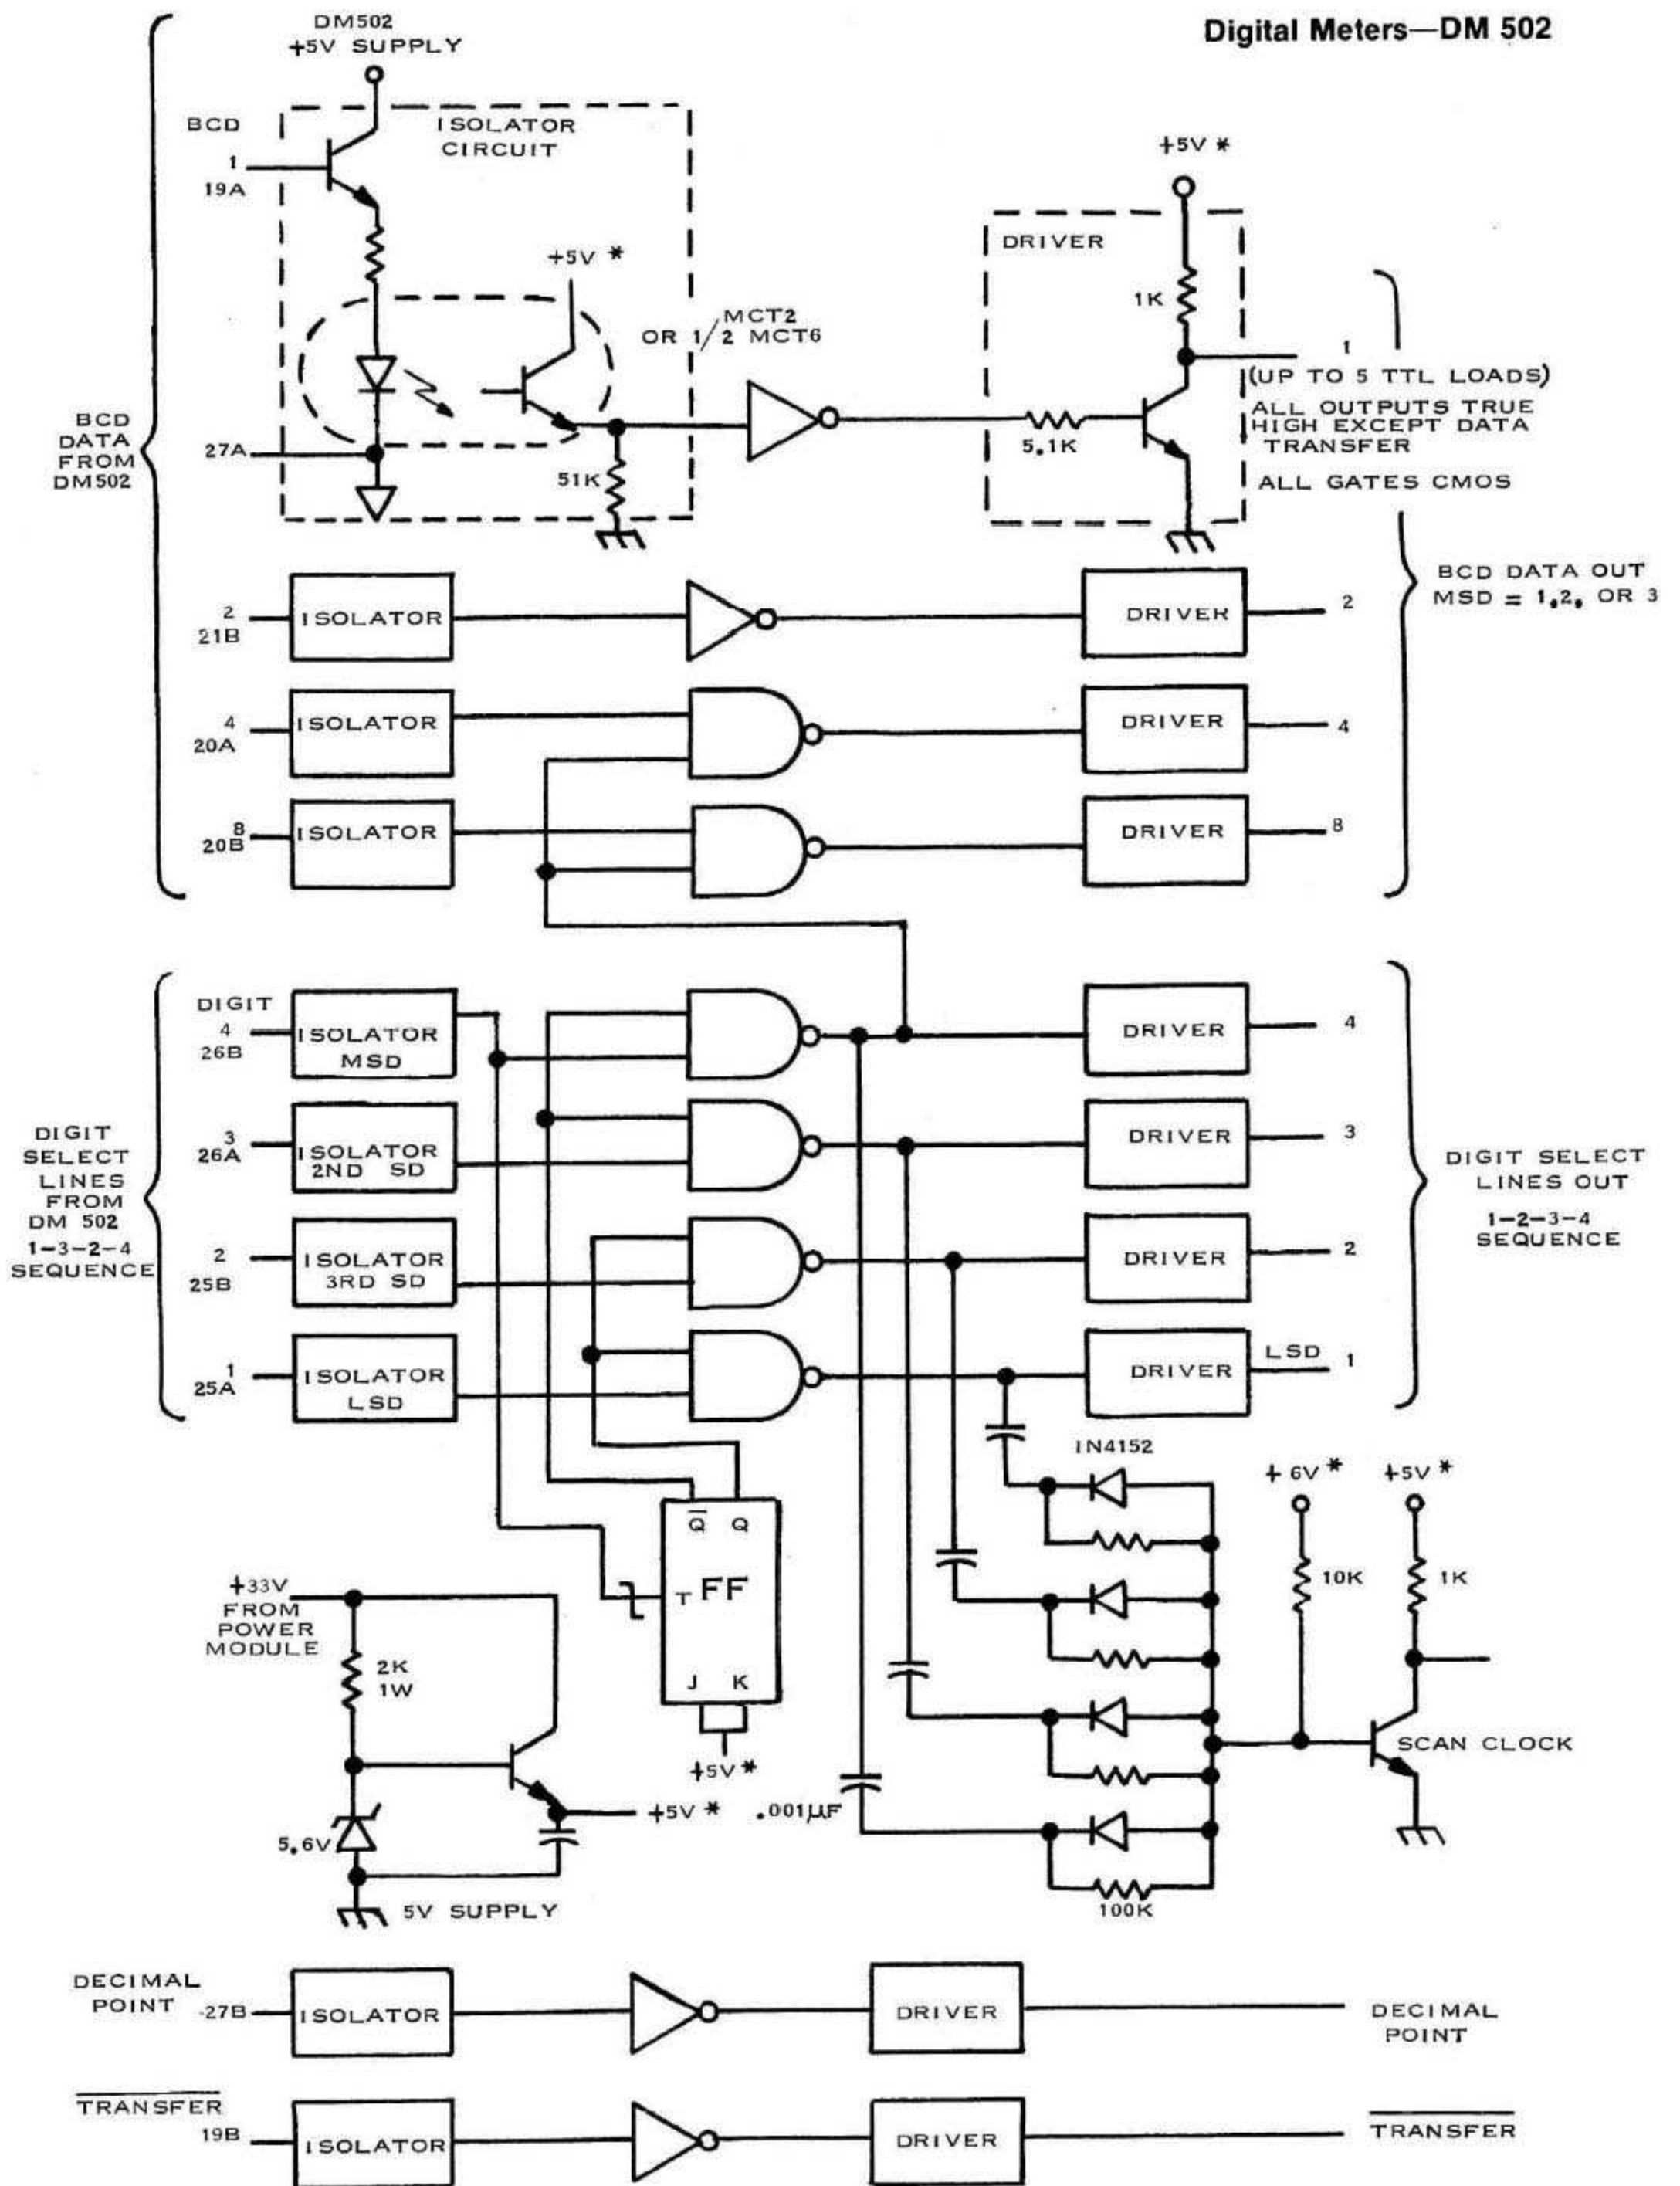 Digital Meters—DM 502
DM502
+5V SUPPLY
BCD
1
19A
ISOLATOR
CIRCUIT
+5V *
MCT2
OR 1/2 MCT6
27A
51K
BCD
DATA
FROM
DM502
+5V *
DRIVER
1K
5.1K
1
(UP TO 5 TTL LOADS)
ALL OUTPUTS TRUE
HIGH EXCEPT DATA
TRANSFER
ALL GATES CMOS
2
21B
ISOLATOR
DRIVER
2
BCD DATA OUT
MSD = 1,2, OR 3
4
20A
ISOLATOR
DRIVER
4
8
20B
ISOLATOR
DRIVER
8
DIGIT
4
26B
ISOLATOR
MSD
DRIVER
4
DIGIT
SELECT
LINES
FROM
DM 502
1-3-2-4
SEQUENCE
3
26A
ISOLATOR
2ND SD
DRIVER
3
DIGIT SELECT
LINES OUT
1-2-3-4
SEQUENCE
2
25B
ISOLATOR
3RD SD
DRIVER
2
1
25A
ISOLATOR
LSD
DRIVER
LSD 1
1N4152
+ 6V *
+5V *
Q̅ Q
T FF
J K
+5V *
10K
1K
SCAN CLOCK
+33V
FROM
POWER
MODULE
2K
1W
+5V *
.001µF
5.6V
5V SUPPLY
100K
DECIMAL
POINT
-27B
ISOLATOR
DRIVER
DECIMAL
POINT
T̅R̅A̅N̅S̅F̅E̅R̅
19B
ISOLATOR
DRIVER
T̅R̅A̅N̅S̅F̅E̅R̅